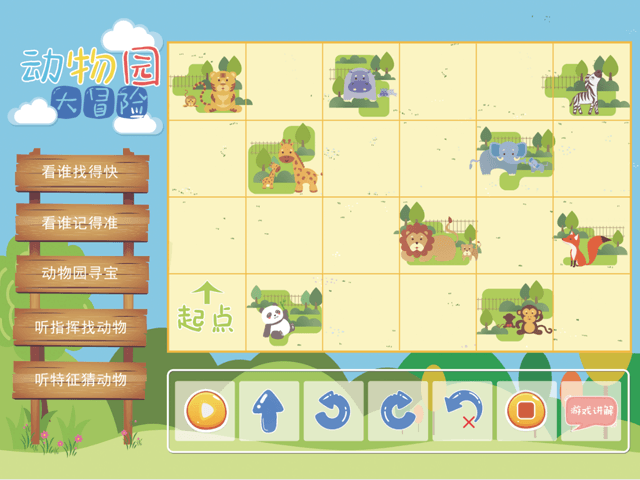 动物园
大冒险
看谁找得快
看谁记得准
动物园寻宝
听指挥找动物
听特征猜动物
起点
游戏讲解